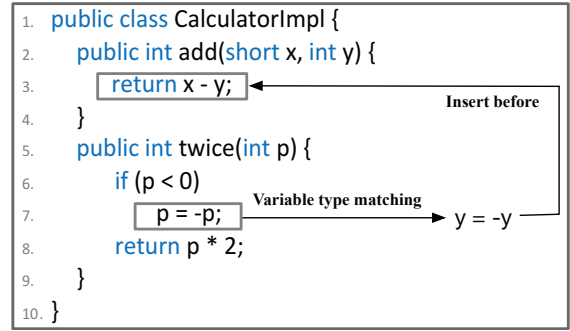 1. public class CalculatorImpl {
2. public int add(short x, int y) {
3. return x - y;
Insert before
4. }
5. public int twice(int p) {
6. if (p < 0)
7. p = -p; Variable type matching y = -y
8. return p * 2;
9. }
10. }